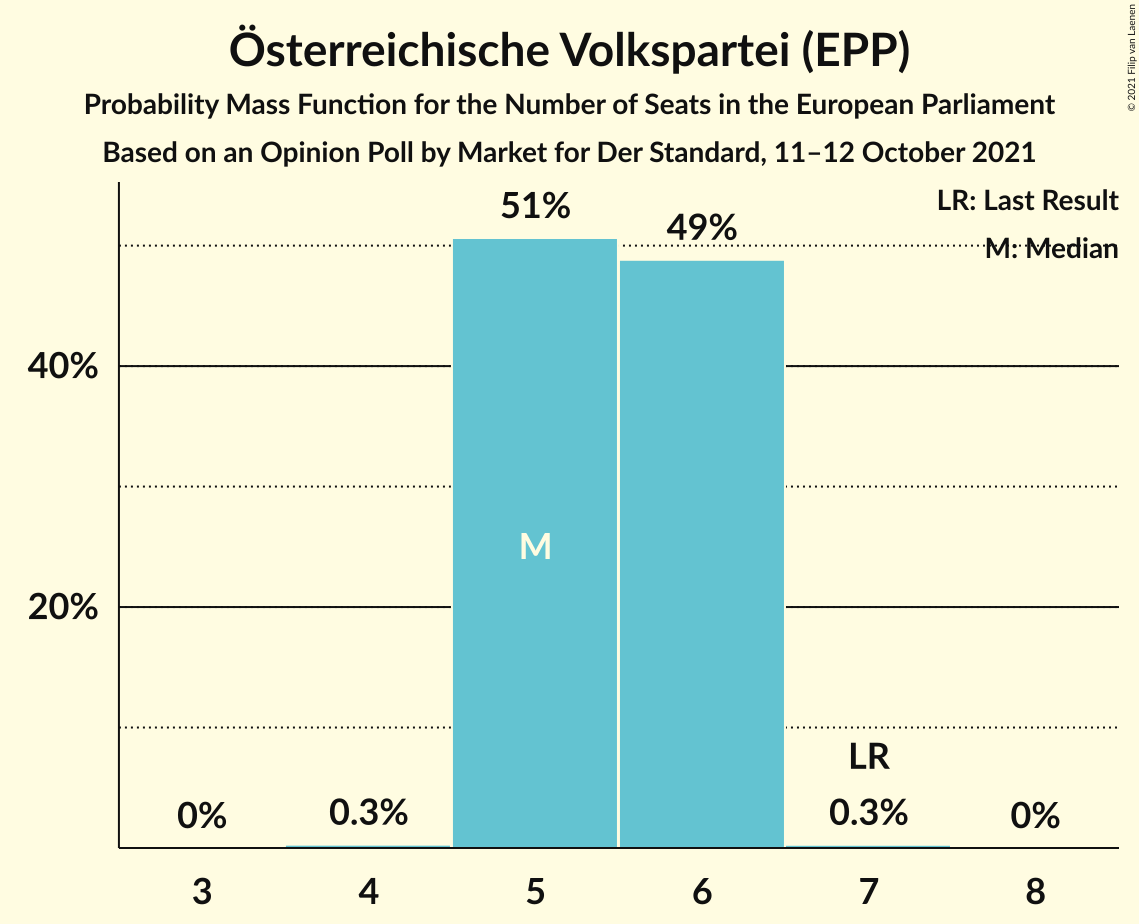 Österreichische Volkspartei (EPP)
Probability Mass Function for the Number of Seats in the European Parliament
Based on an Opinion Poll by Market for Der Standard, 11–12 October 2021
© 2021 Filip van Laenen
LR: Last Result
M: Median
51%
49%
40%
M
20%
LR
0%
0.3%
0.3%
0%
3
4
5
6
7
8